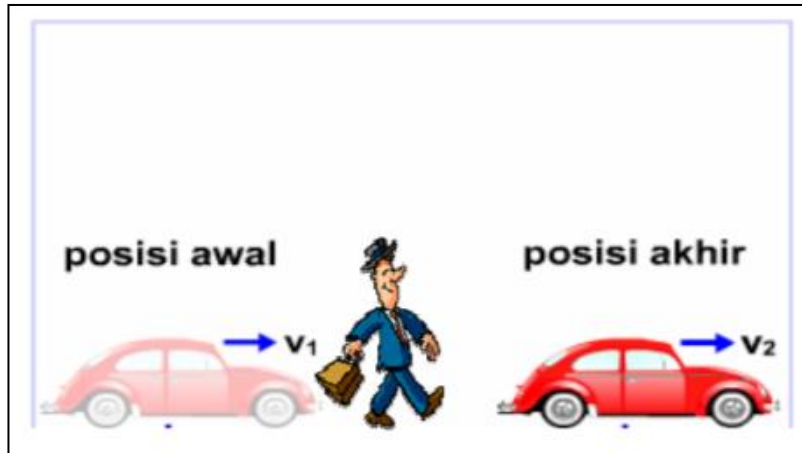 posisi awal
posisi akhir
v₁
v₂